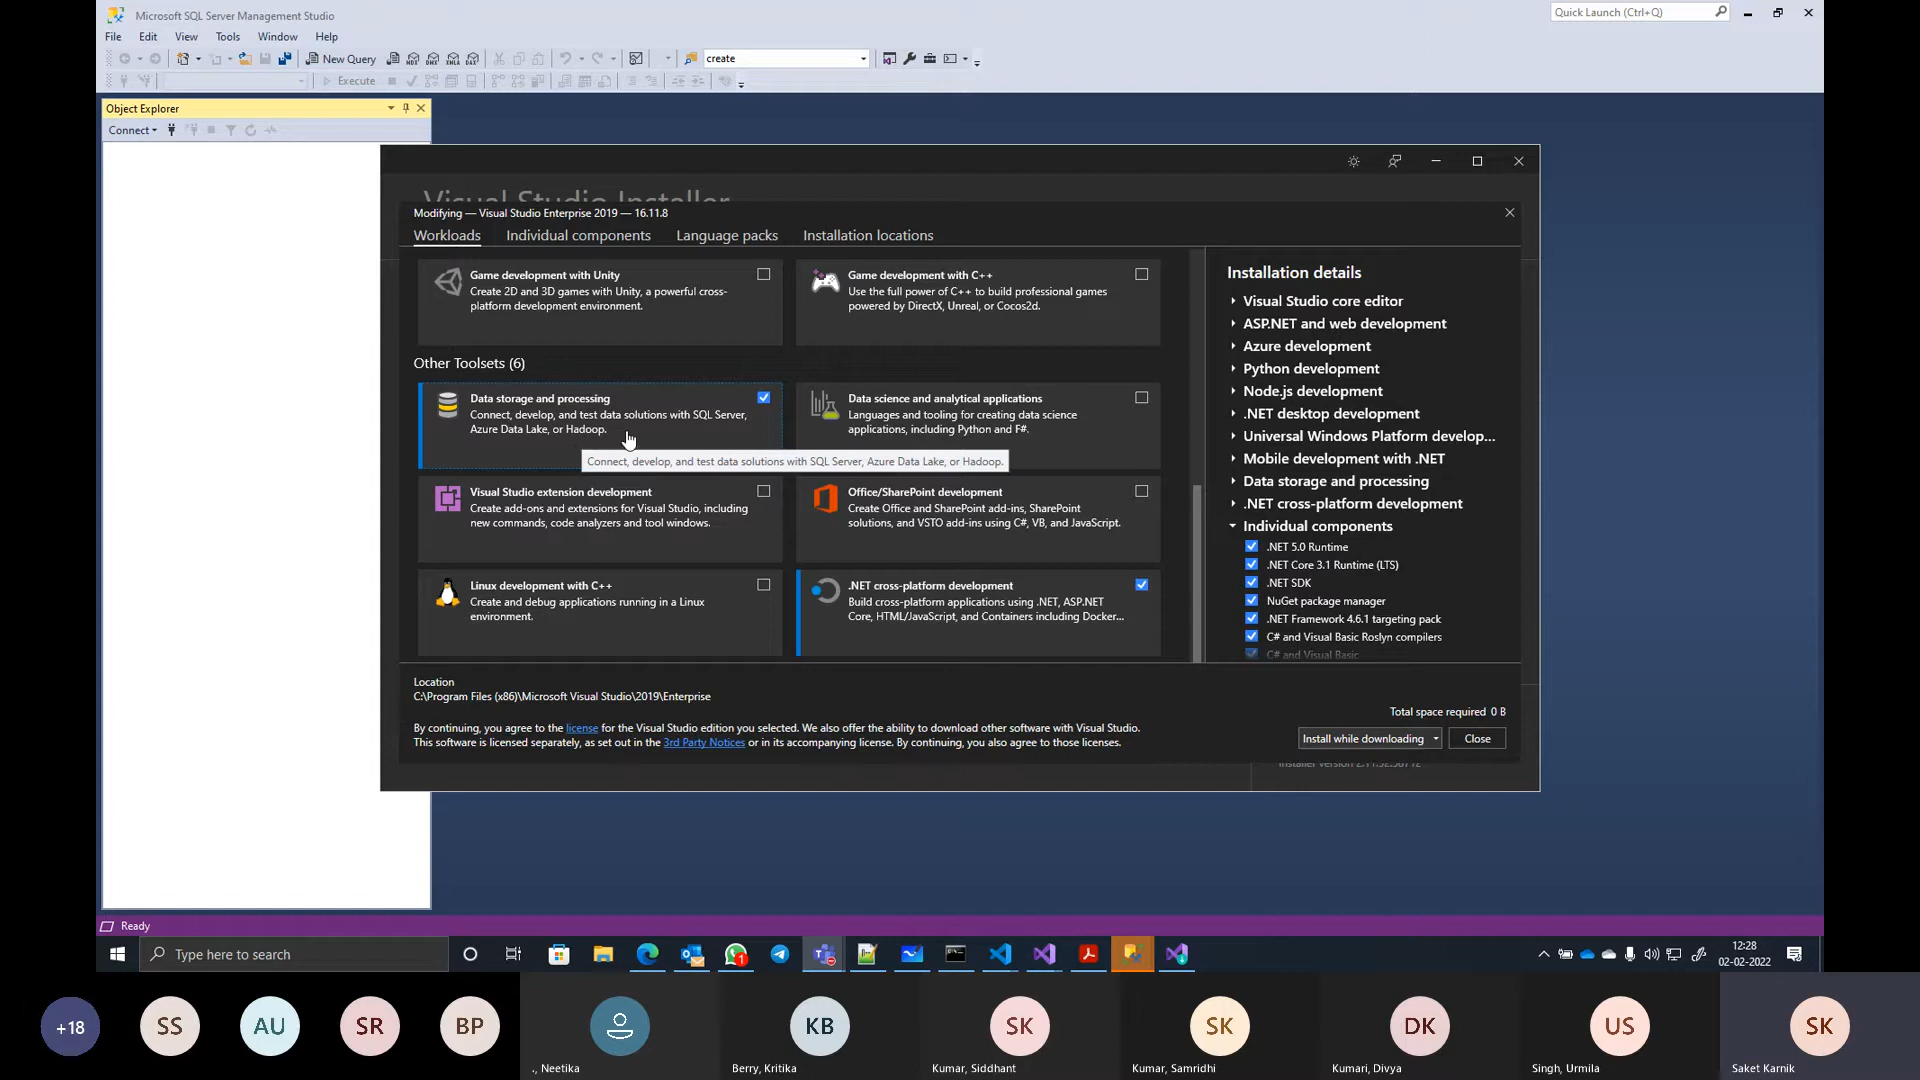 Microsoft SQL Server Management Studio
Quick Launch (Ctrl+Q)
File Edit View Tools Window Help
New Query
create
Execute
Object Explorer
Connect
Visual Studio Installer
Modifying — Visual Studio Enterprise 2019 — 16.11.8
Workloads Individual components Language packs Installation locations
Game development with Unity
Create 2D and 3D games with Unity, a powerful cross-
platform development environment.
Game development with C++
Use the full power of C++ to build professional games
powered by DirectX, Unreal, or Cocos2d.
Other Toolsets (6)
Data storage and processing
Connect, develop, and test data solutions with SQL Server,
Azure Data Lake, or Hadoop.
Data science and analytical applications
Languages and tooling for creating data science
applications, including Python and F#.
Connect, develop, and test data solutions with SQL Server, Azure Data Lake, or Hadoop.
Visual Studio extension development
Create add-ons and extensions for Visual Studio, including
new commands, code analyzers and tool windows.
Office/SharePoint development
Create Office and SharePoint add-ins, SharePoint
solutions, and VSTO add-ins using C#, VB, and JavaScript.
Linux development with C++
Create and debug applications running in a Linux
environment.
.NET cross-platform development
Build cross-platform applications using .NET, ASP.NET
Core, HTML/JavaScript, and Containers including Docker...
Installation details
Visual Studio core editor
ASP.NET and web development
Azure development
Python development
Node.js development
.NET desktop development
Universal Windows Platform develop...
Mobile development with .NET
Data storage and processing
.NET cross-platform development
Individual components
.NET 5.0 Runtime
.NET Core 3.1 Runtime (LTS)
.NET SDK
NuGet package manager
.NET Framework 4.6.1 targeting pack
C# and Visual Basic Roslyn compilers
C# and Visual Basic
Location
C:\Program Files (x86)\Microsoft Visual Studio\2019\Enterprise
Total space required 0 B
By continuing, you agree to the license for the Visual Studio edition you selected. We also offer the ability to download other software with Visual Studio.
This software is licensed separately, as set out in the 3rd Party Notices or in its accompanying license. By continuing, you also agree to those licenses.
Install while downloading
Close
Ready
Type here to search
1
12:28
02-02-2022
+18
SS
AU
SR
BP
KB
SK
SK
DK
US
SK
., Neetika
Berry, Kritika
Kumar, Siddhant
Kumar, Samridhi
Kumari, Divya
Singh, Urmila
Saket Karnik